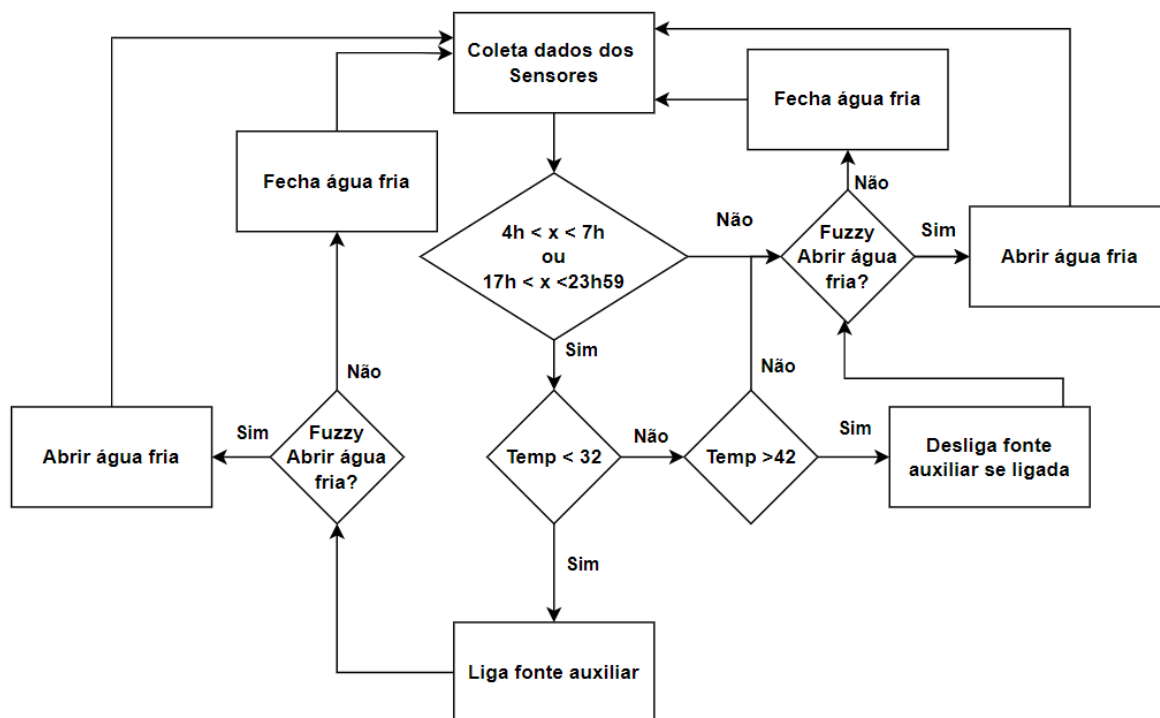 Coleta dados dos
Sensores
Fecha água fria
Fecha água fria
Não
4h < x < 7h
ou
17h < x <23h59
Não
Fuzzy
Abrir água
fria?
Sim
Abrir água fria
Sim
Não
Não
Abrir água fria
Sim
Fuzzy
Abrir água
fria?
Temp < 32
Não
Temp >42
Sim
Desliga fonte
auxiliar se ligada
Sim
Liga fonte auxiliar